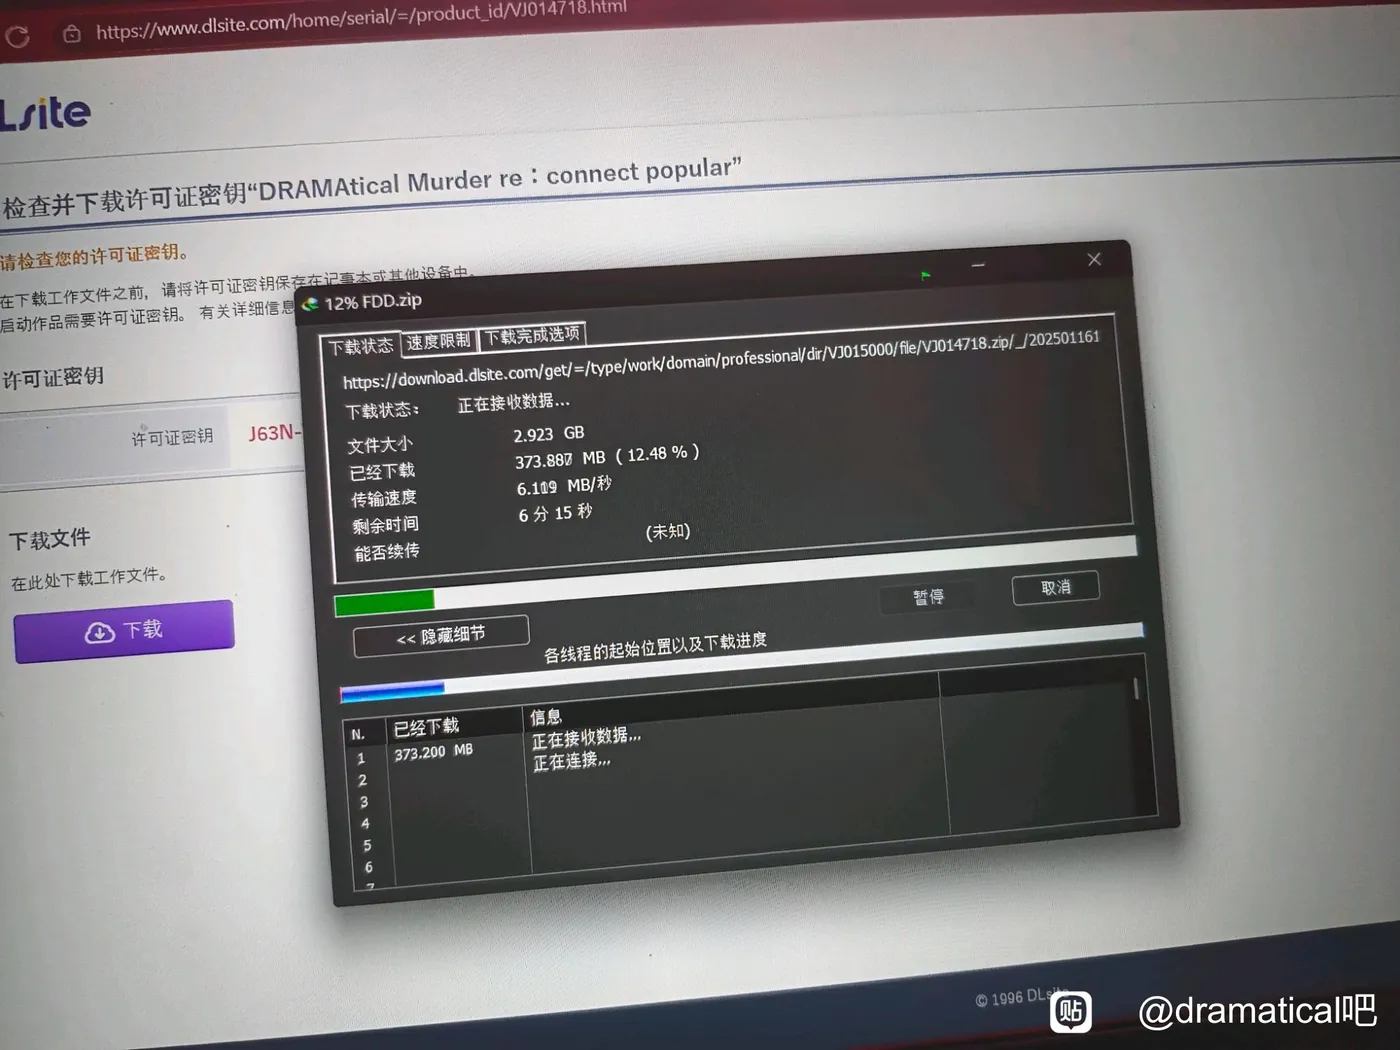 https://www.dlsite.com/home/serial/=/product_id/VJ014718.html
Lsite
检查并下载许可证密钥“DRAMAtical Murder re：connect popular”
请检查您的许可证密钥。
在下载工作文件之前，请将许可证密钥保存在记事本或其他设备中。
启动作品需要许可证密钥。 有关详细信息
许可证密钥
许可证密钥 J63N-
下载文件
在此处下载工作文件。
下载
12% FDD.zip
下载状态 速度限制 下载完成选项
https://download.dlsite.com/get/=/type/work/domain/professional/dir/VJ015000/file/VJ014718.zip/_/202501161
下载状态： 正在接收数据...
文件大小 2.923 GB
已经下载 373.887 MB ( 12.48 % )
传输速度 6.109 MB/秒
剩余时间 6 分 15 秒
能否续传 (未知)
暂停 取消
<< 隐藏细节
各线程的起始位置以及下载进度
N. 已经下载 信息
1 373.200 MB 正在接收数据...
2 正在连接...
3
4
5
6
7
© 1996 DLsite
贴 @dramatical吧